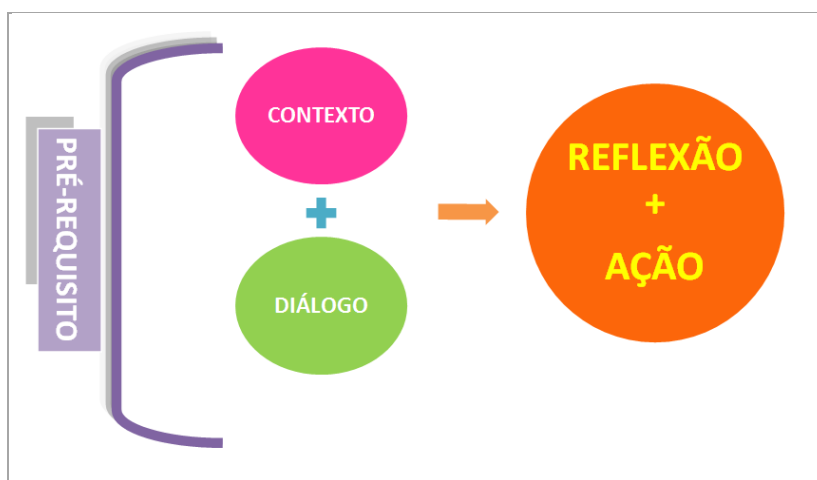 PRÉ-REQUISITO
CONTEXTO
+
DIÁLOGO
REFLEXÃO
+
AÇÃO